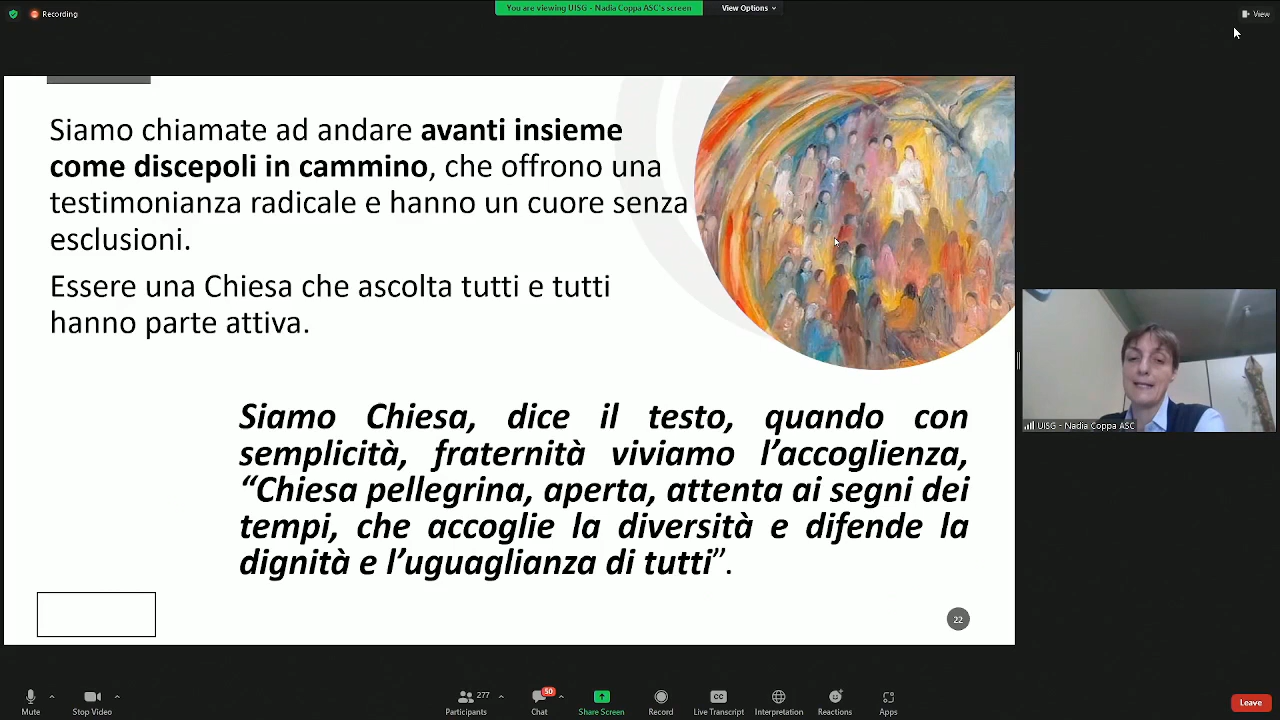 Recording
You are viewing UISG - Nadia Coppa ASC's screen
View Options
View
Siamo chiamate ad andare avanti insieme
come discepoli in cammino, che offrono una
testimonianza radicale e hanno un cuore senza
esclusioni.
Essere una Chiesa che ascolta tutti e tutti
hanno parte attiva.
Siamo Chiesa, dice il testo, quando con
semplicità, fraternità viviamo l’accoglienza,
“Chiesa pellegrina, aperta, attenta ai segni dei
tempi, che accoglie la diversità e difende la
dignità e l’uguaglianza di tutti”.
22
UISG - Nadia Coppa ASC
Mute
Stop Video
277
Participants
50
Chat
Share Screen
Record
CC
Live Transcript
Interpretation
Reactions
Apps
Leave